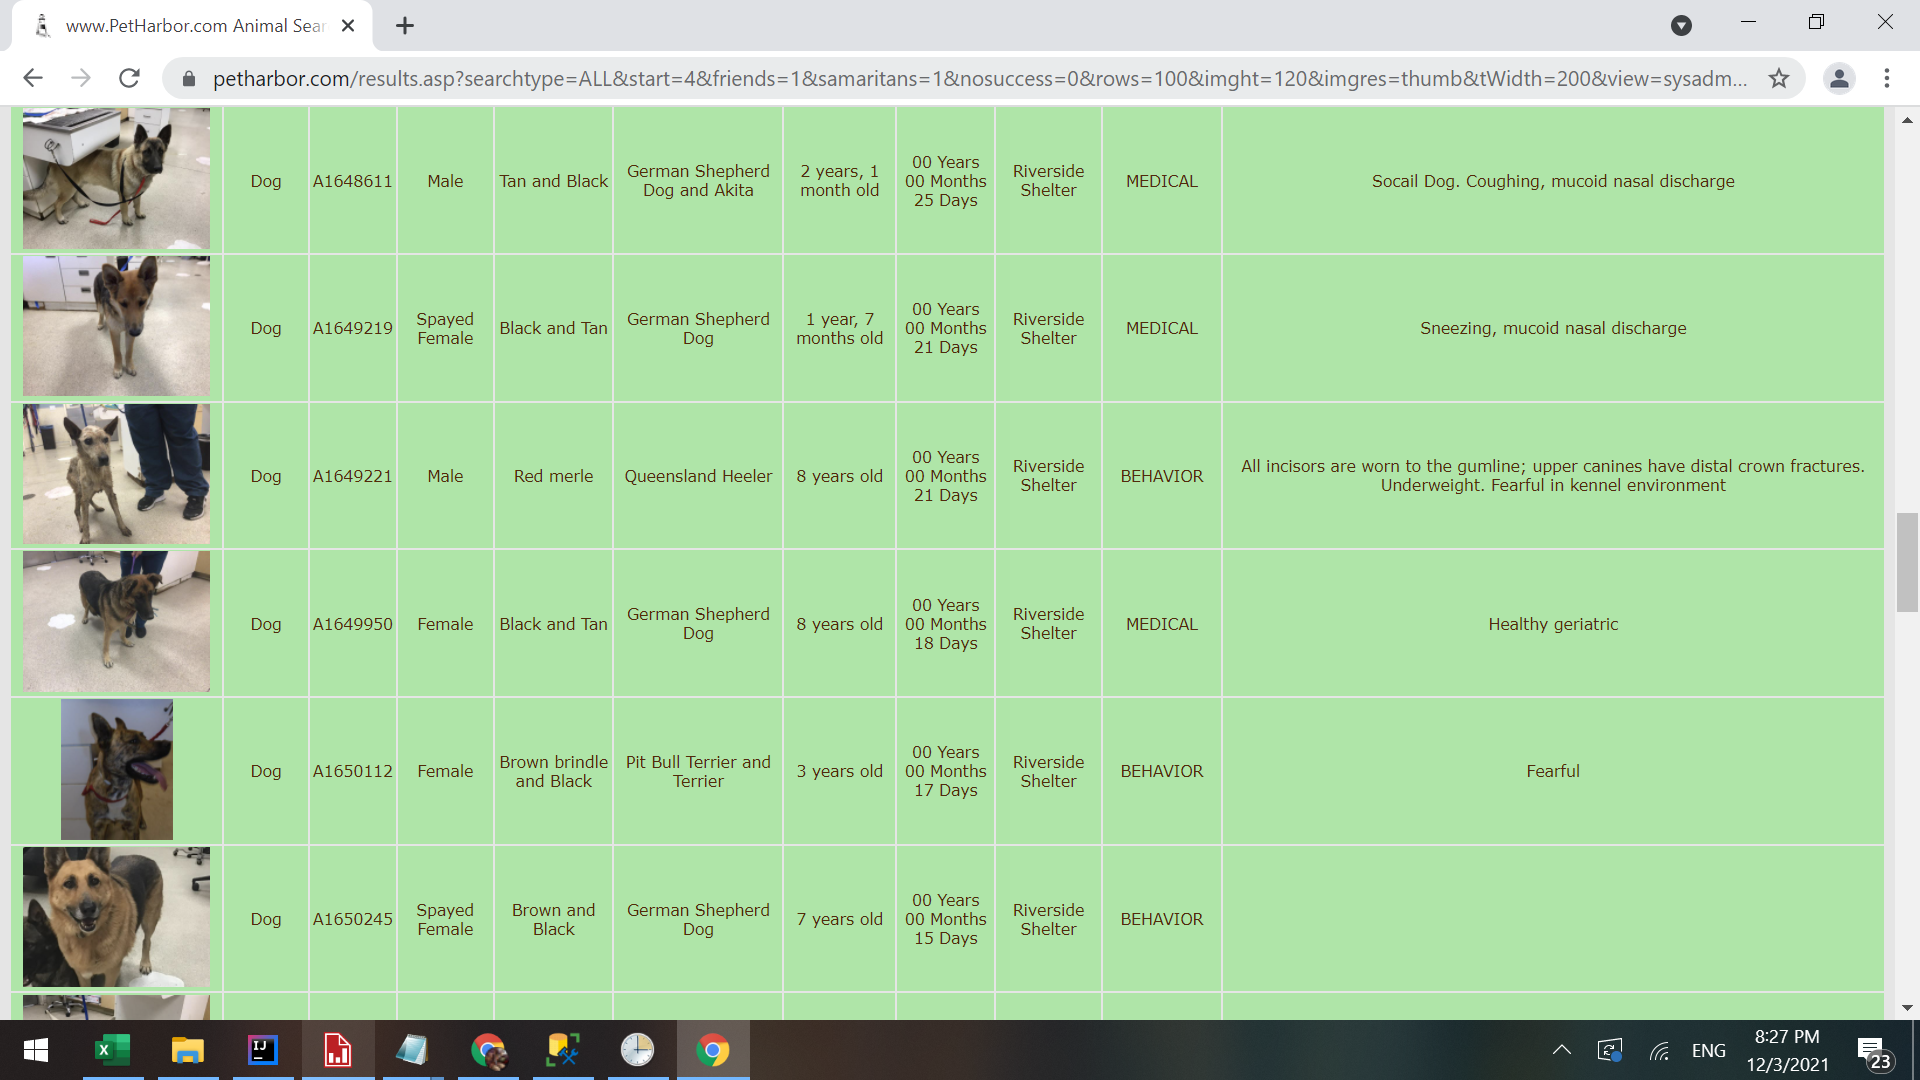 www.PetHarbor.com Animal Sear
petharbor.com/results.asp?searchtype=ALL&start=4&friends=1&samaritans=1&nosuccess=0&rows=100&imght=120&imgres=thumb&tWidth=200&view=sysadm...
Dog
A1648611
Male
Tan and Black
German Shepherd
Dog and Akita
2 years, 1
month old
00 Years
00 Months
25 Days
Riverside
Shelter
MEDICAL
Socail Dog. Coughing, mucoid nasal discharge
Dog
A1649219
Spayed
Female
Black and Tan
German Shepherd
Dog
1 year, 7
months old
00 Years
00 Months
21 Days
Riverside
Shelter
MEDICAL
Sneezing, mucoid nasal discharge
Dog
A1649221
Male
Red merle
Queensland Heeler
8 years old
00 Years
00 Months
21 Days
Riverside
Shelter
BEHAVIOR
All incisors are worn to the gumline; upper canines have distal crown fractures.
Underweight. Fearful in kennel environment
Dog
A1649950
Female
Black and Tan
German Shepherd
Dog
8 years old
00 Years
00 Months
18 Days
Riverside
Shelter
MEDICAL
Healthy geriatric
Dog
A1650112
Female
Brown brindle
and Black
Pit Bull Terrier and
Terrier
3 years old
00 Years
00 Months
17 Days
Riverside
Shelter
BEHAVIOR
Fearful
Dog
A1650245
Spayed
Female
Brown and
Black
German Shepherd
Dog
7 years old
00 Years
00 Months
15 Days
Riverside
Shelter
BEHAVIOR
X
IJ
ENG
8:27 PM
12/3/2021
23